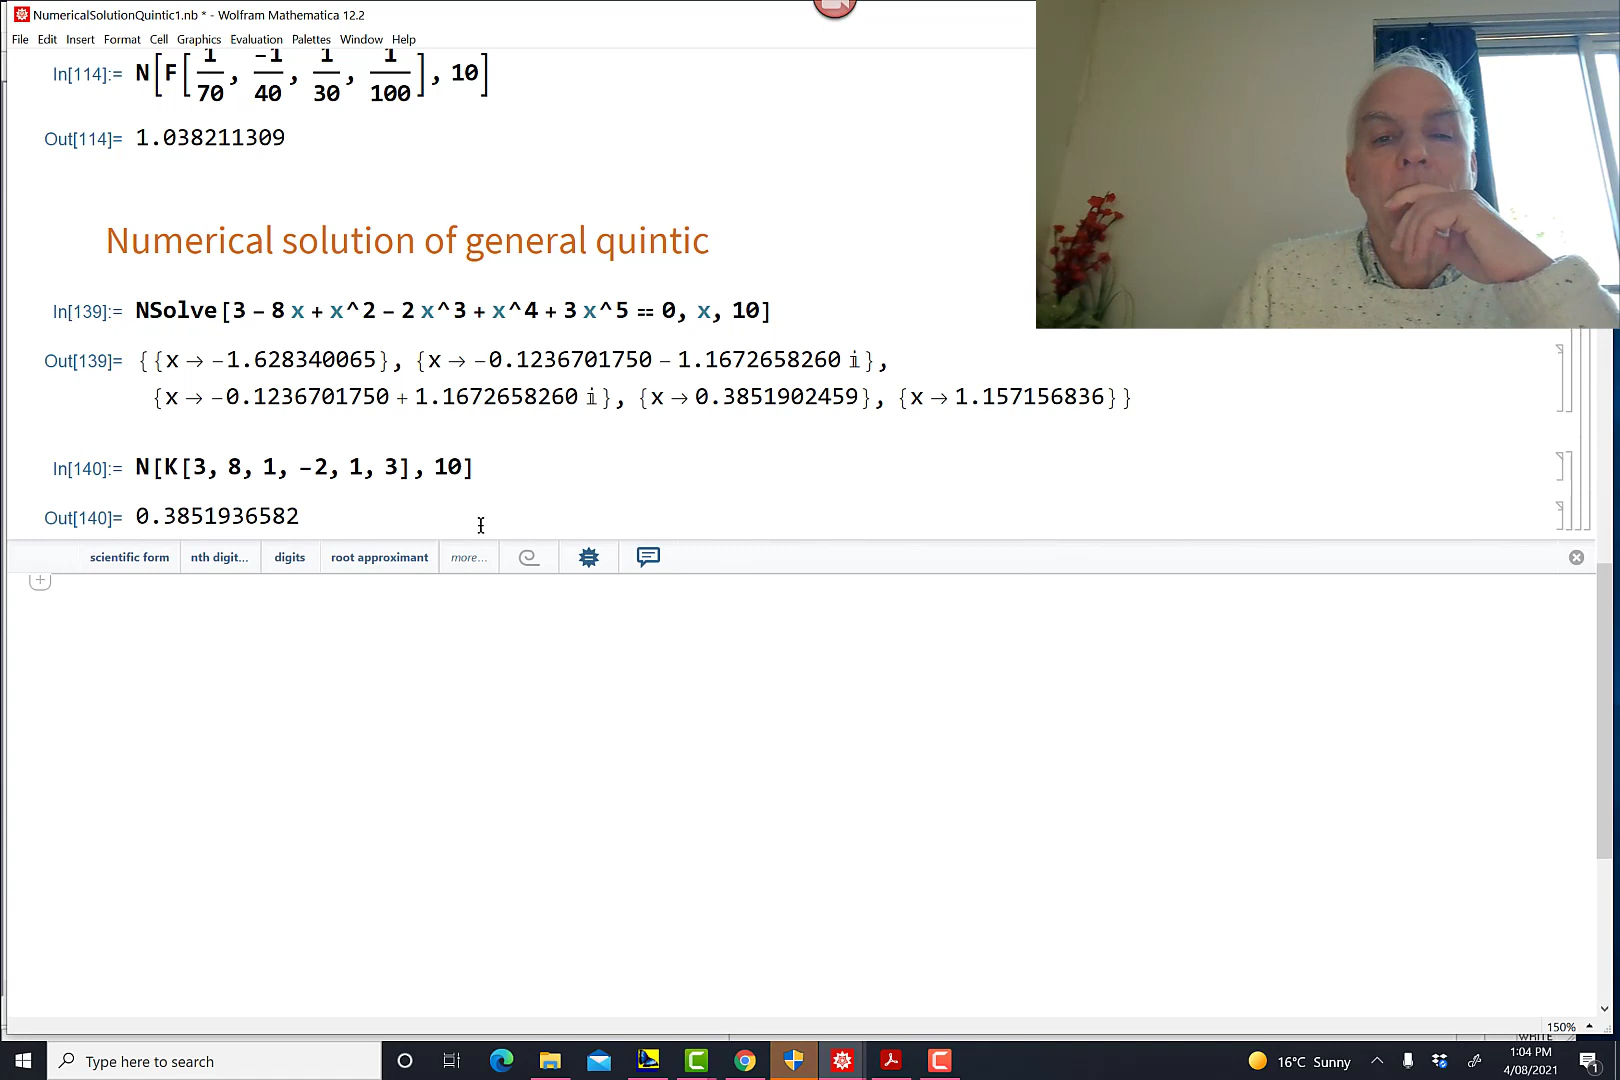 NumericalSolutionQuintic1.nb * - Wolfram Mathematica 12.2
File Edit Insert Format Cell Graphics Evaluation Palettes Window Help
In[114]:= N[F[1/70, -1/40, 1/30, 1/100], 10]
Out[114]= 1.038211309
Numerical solution of general quintic
In[139]:= NSolve[3 - 8 x + x^2 - 2 x^3 + x^4 + 3 x^5 == 0, x, 10]
Out[139]= {{x → -1.628340065}, {x → -0.1236701750 - 1.1672658260 i},
{x → -0.1236701750 + 1.1672658260 i}, {x → 0.3851902459}, {x → 1.157156836}}
In[140]:= N[K[3, 8, 1, -2, 1, 3], 10]
Out[140]= 0.3851936582
scientific form nth digit... digits root approximant more...
150%
WHITE
Type here to search
16°C Sunny
1:04 PM
4/08/2021
1